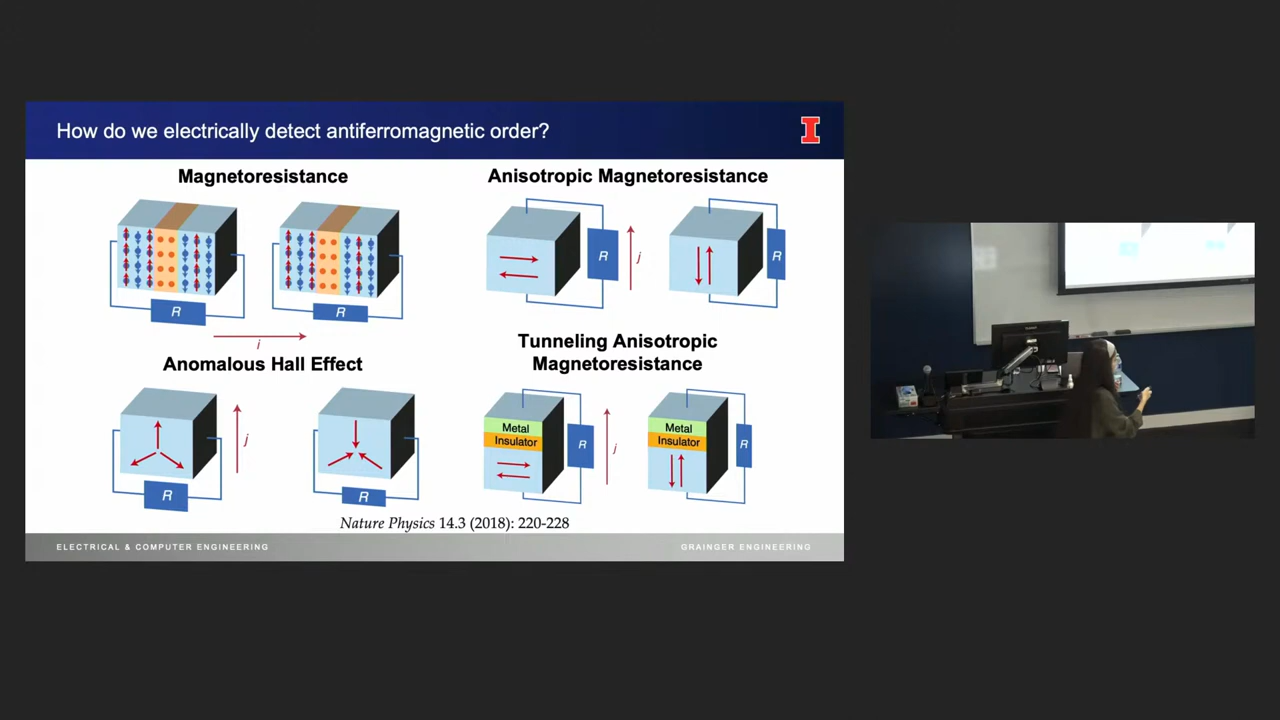 How do we electrically detect antiferromagnetic order?
I
Magnetoresistance
R
R
i
Anisotropic Magnetoresistance
R
j
R
Anomalous Hall Effect
R
j
R
Tunneling Anisotropic
Magnetoresistance
Metal
Insulator
R
j
Metal
Insulator
R
Nature Physics 14.3 (2018): 220-228
ELECTRICAL & COMPUTER ENGINEERING
GRAINGER ENGINEERING